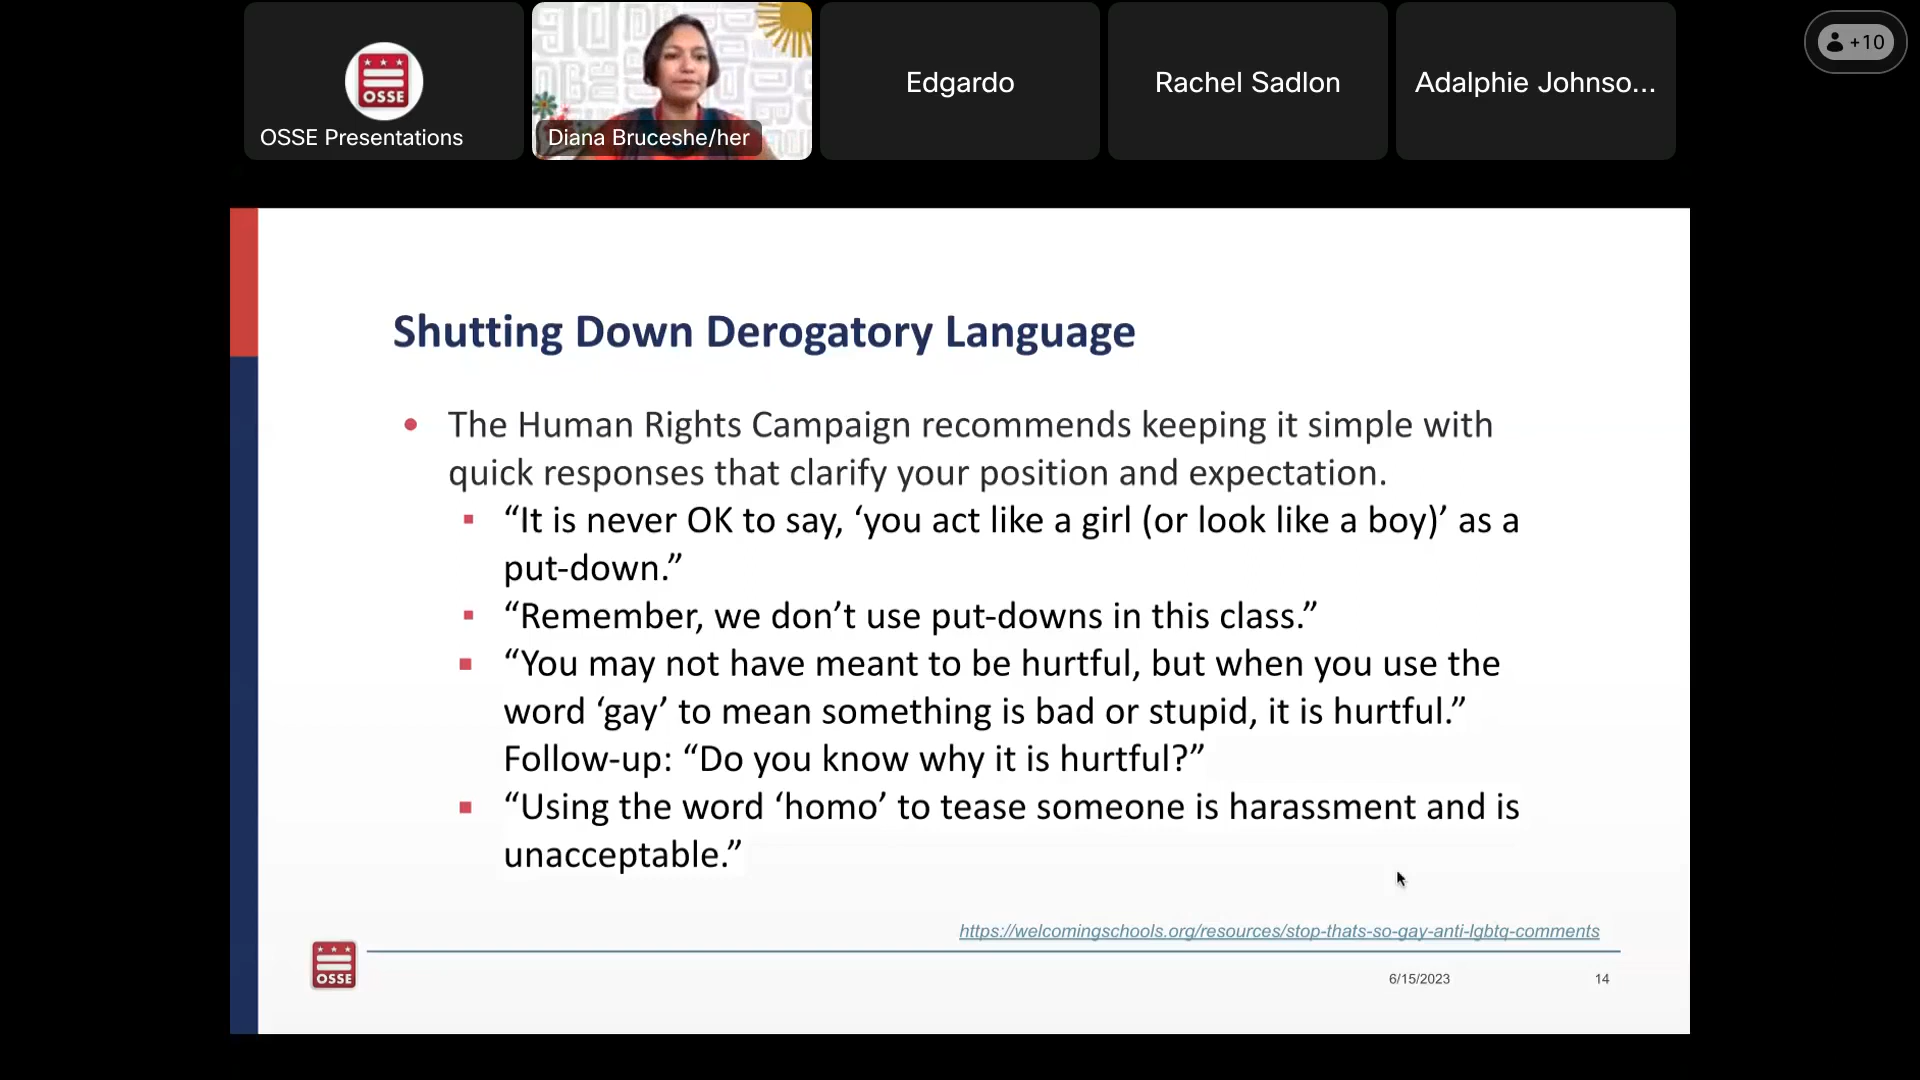 OSSE
OSSE Presentations
Diana Bruceshe/her
Edgardo
Rachel Sadlon
Adalphie Johnso...
+10
Shutting Down Derogatory Language
• The Human Rights Campaign recommends keeping it simple with
quick responses that clarify your position and expectation.
▪ “It is never OK to say, ‘you act like a girl (or look like a boy)’ as a
put-down.”
▪ “Remember, we don’t use put-downs in this class.”
▪ “You may not have meant to be hurtful, but when you use the
word ‘gay’ to mean something is bad or stupid, it is hurtful.”
Follow-up: “Do you know why it is hurtful?”
▪ “Using the word ‘homo’ to tease someone is harassment and is
unacceptable.”
https://welcomingschools.org/resources/stop-thats-so-gay-anti-lgbtq-comments
OSSE
6/15/2023
14